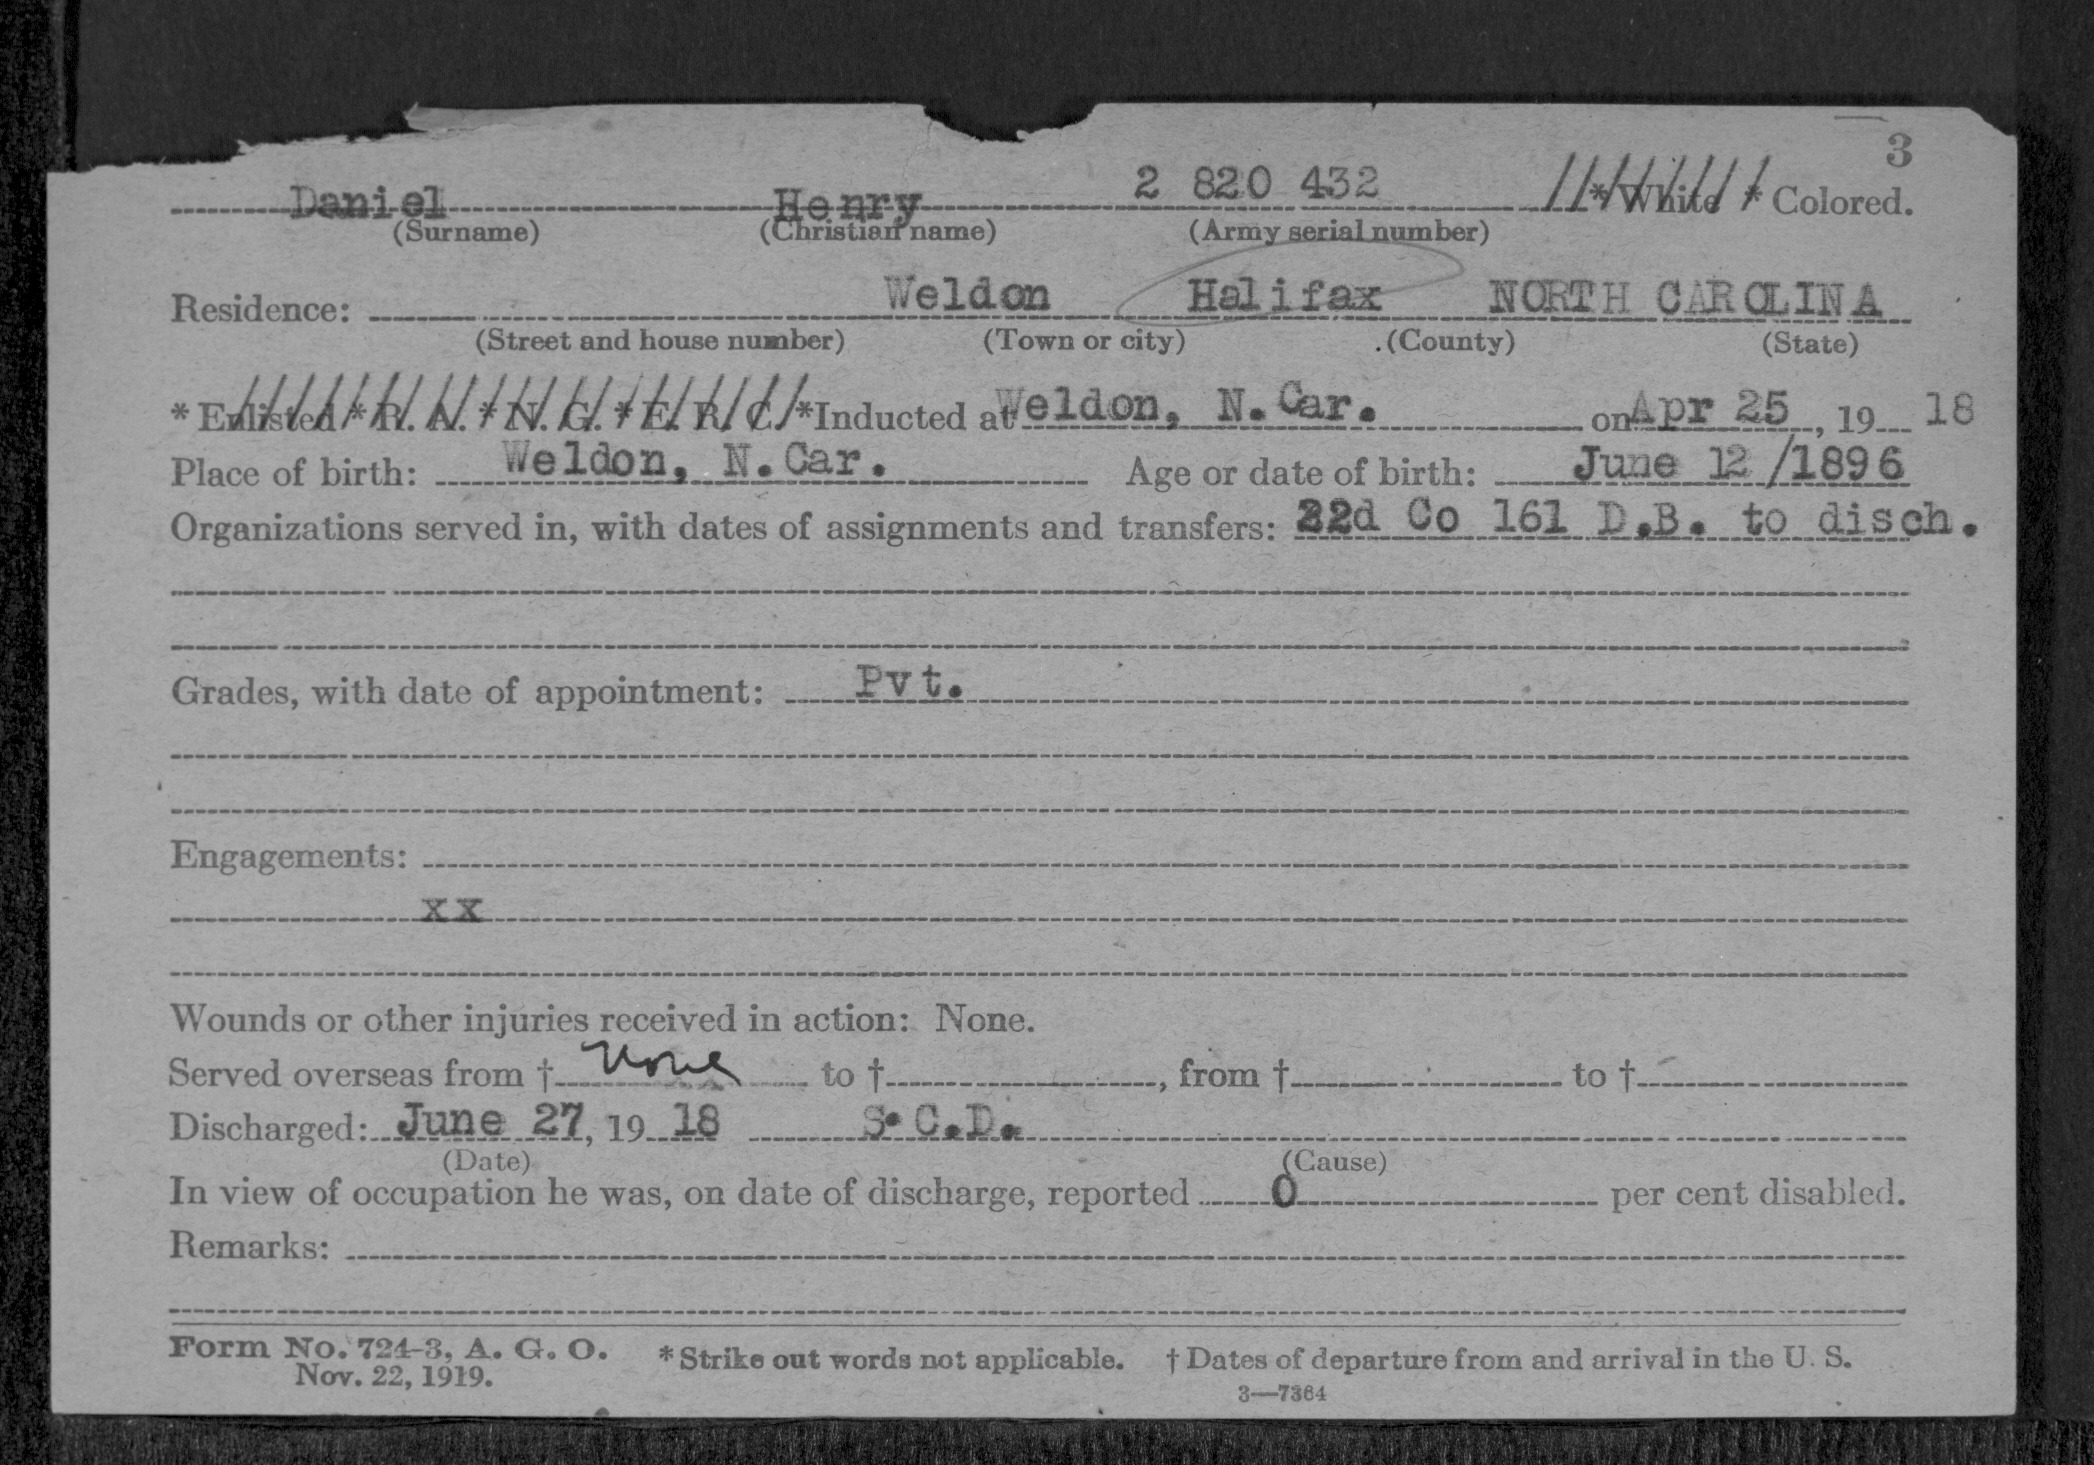 3
Daniel Henry 2 820 432 * White * Colored.
(Surname) (Christian name) (Army serial number)
Residence: Weldon Halifax NORTH CAROLINA
(Street and house number) (Town or city) (County) (State)
* Enlisted * R. A. * N. G. * E. R. C. *Inducted at Weldon, N.Car. on Apr 25, 19 18
Place of birth: Weldon, N.Car. Age or date of birth: June 12/1896
Organizations served in, with dates of assignments and transfers: 22d Co 161 D.B. to disch.
Grades, with date of appointment: Pvt.
Engagements:
xx
Wounds or other injuries received in action: None.
Served overseas from † None to †, from † to †
Discharged: June 27, 19 18 S.C.D.
(Date) (Cause)
In view of occupation he was, on date of discharge, reported 0 per cent disabled.
Remarks:
Form No. 724-3, A. G. O. * Strike out words not applicable. † Dates of departure from and arrival in the U. S.
Nov. 22, 1919. 3—7364